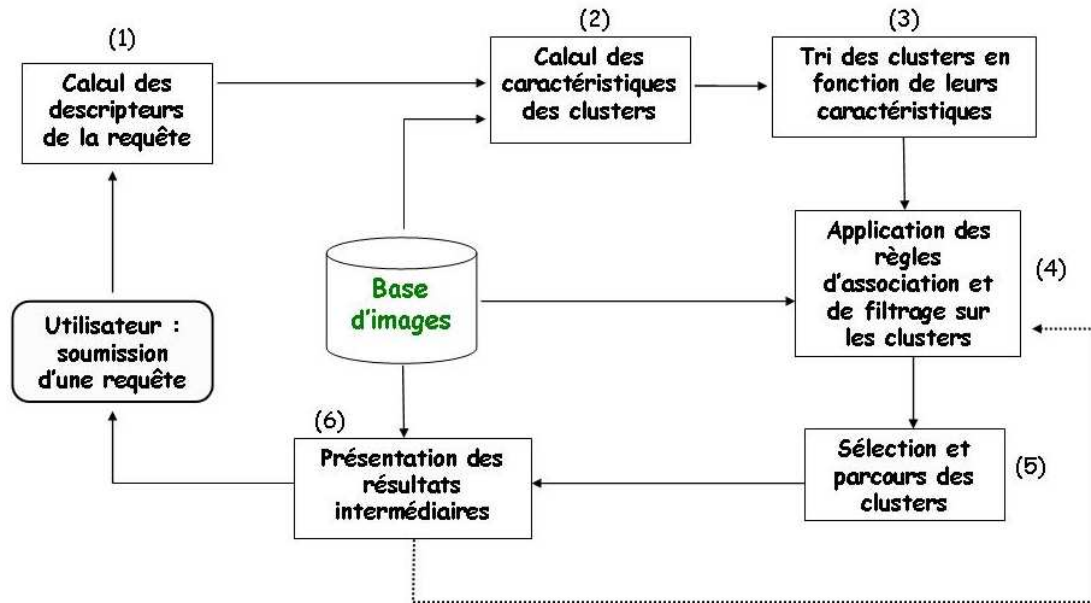 (1)
Calcul des
descripteurs
de la requête
(2)
Calcul des
caractéristiques
des clusters
(3)
Tri des clusters en
fonction de leurs
caractéristiques
Application des
règles
d'association et
de filtrage sur
les clusters
(4)
Base
d'images
Utilisateur :
soumission
d'une requête
(6)
Présentation des
résultats
intermédiaires
Sélection et
parcours des
clusters
(5)